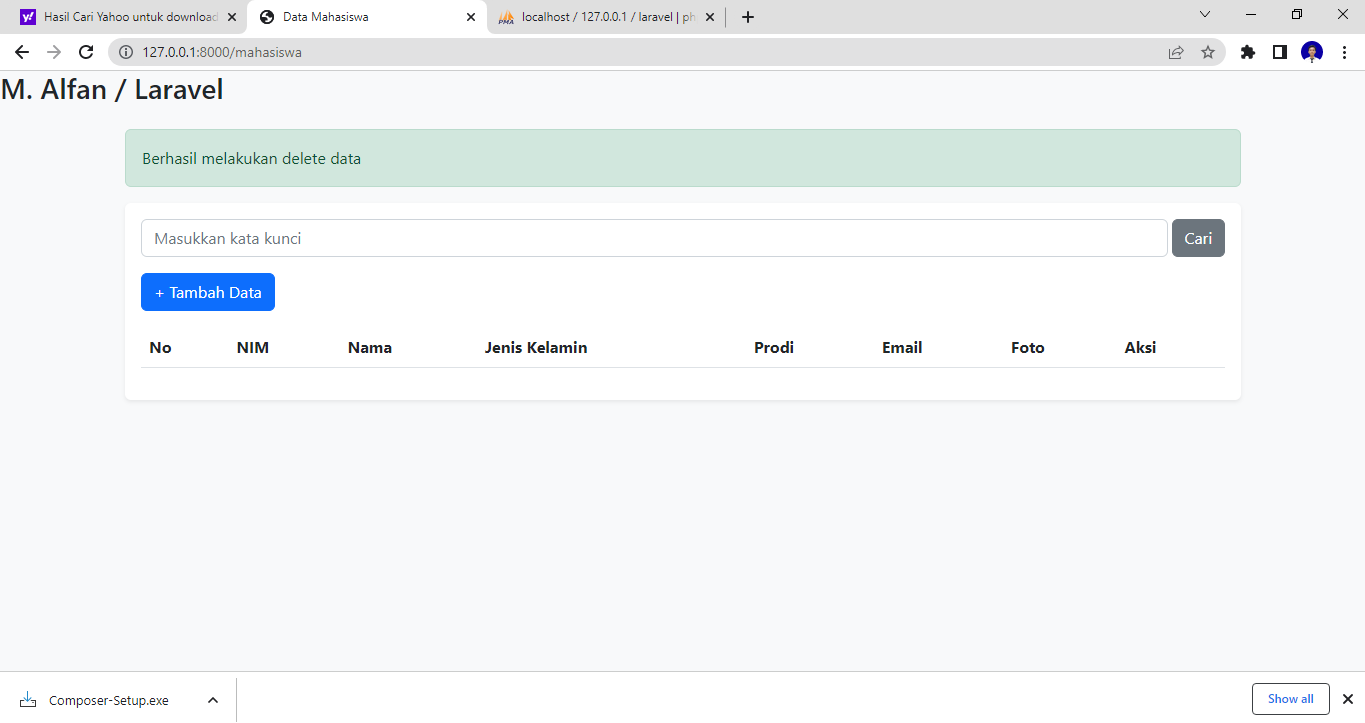 Hasil Cari Yahoo untuk download
Data Mahasiswa
localhost / 127.0.0.1 / laravel | ph
127.0.0.1:8000/mahasiswa
M. Alfan / Laravel
Berhasil melakukan delete data
Masukkan kata kunci
Cari
+ Tambah Data
No NIM Nama Jenis Kelamin Prodi Email Foto Aksi
Composer-Setup.exe
Show all